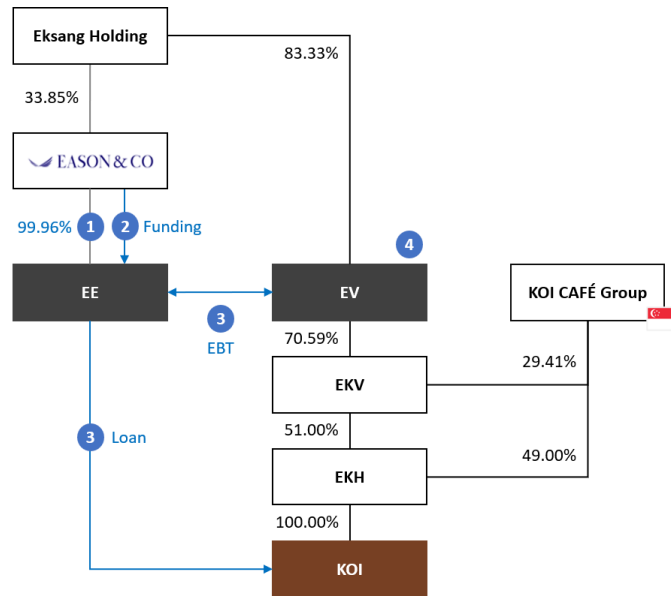 Eksang Holding
83.33%
33.85%
EASON & CO
99.96%
1
2
Funding
4
EE
EV
KOI CAFÉ Group
3
EBT
70.59%
29.41%
EKV
3
Loan
51.00%
49.00%
EKH
100.00%
KOI